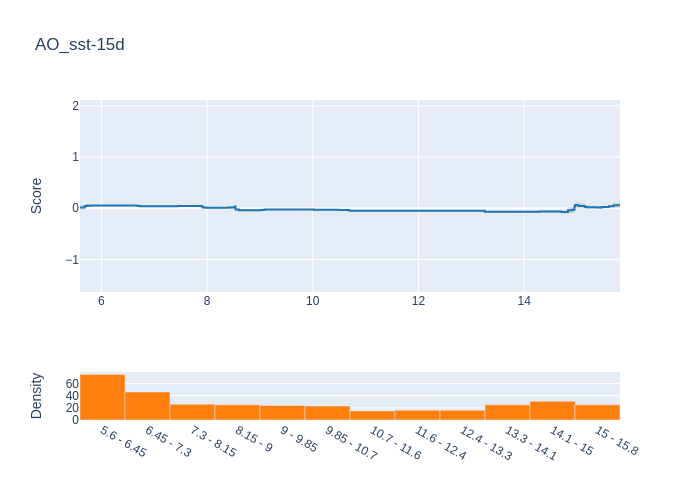 AO_sst-15d
Score
2
1
0
−1
6 8 10 12 14
Density
60
40
20
0
5.6 - 6.45
6.45 - 7.3
7.3 - 8.15
8.15 - 9
9 - 9.85
9.85 - 10.7
10.7 - 11.6
11.6 - 12.4
12.4 - 13.3
13.3 - 14.1
14.1 - 15
15 - 15.8